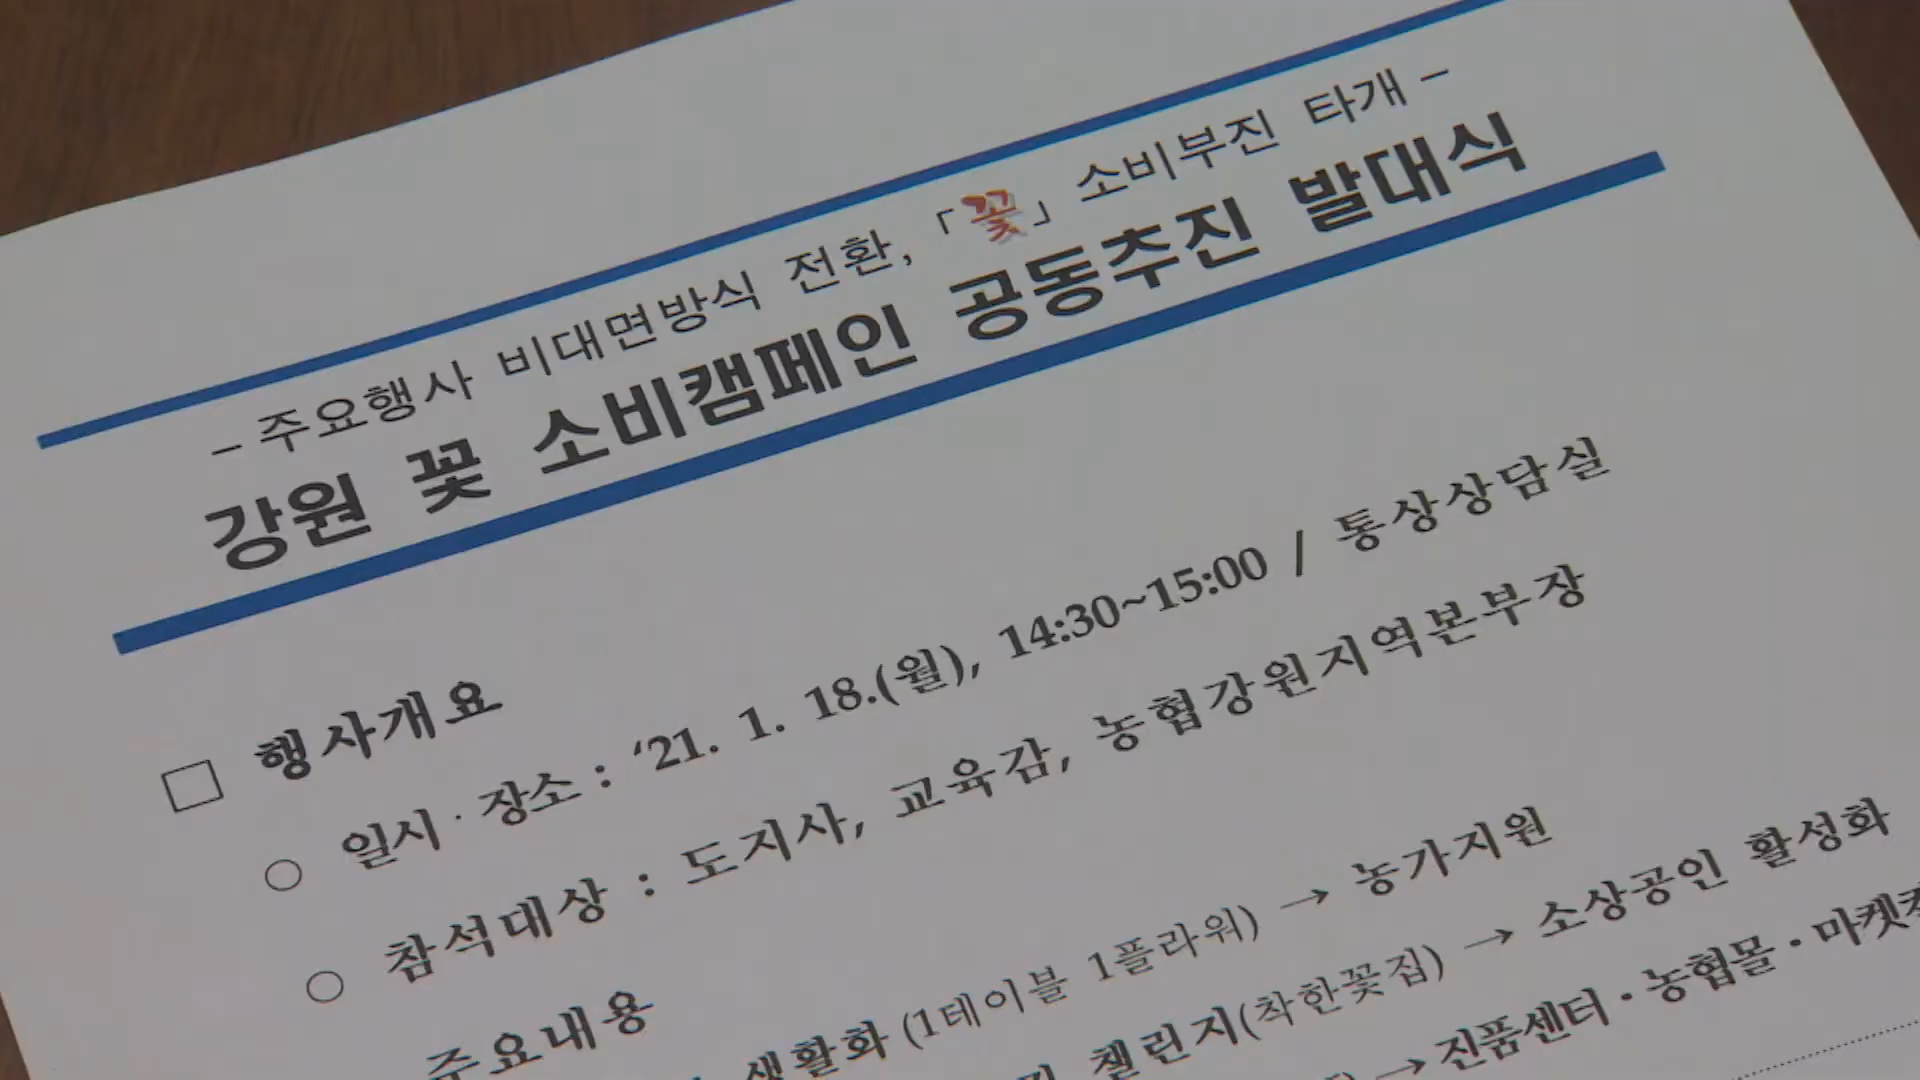 - 주요행사 비대면방식 전환, 「꽃」 소비부진 타개 -
강원 꽃 소비캠페인 공동추진 발대식
□ 행사개요
○ 일시·장소 : ‘21. 1. 18.(월), 14:30~15:00 / 통상상담실
○ 참석대상 : 도지사, 교육감, 농협강원지역본부장
주요내용
생활화 (1테이블 1플라워) → 농가지원
챌린지(착한꽃집) → 소상공인 활성화
→ 진품센터·농협몰·마켓